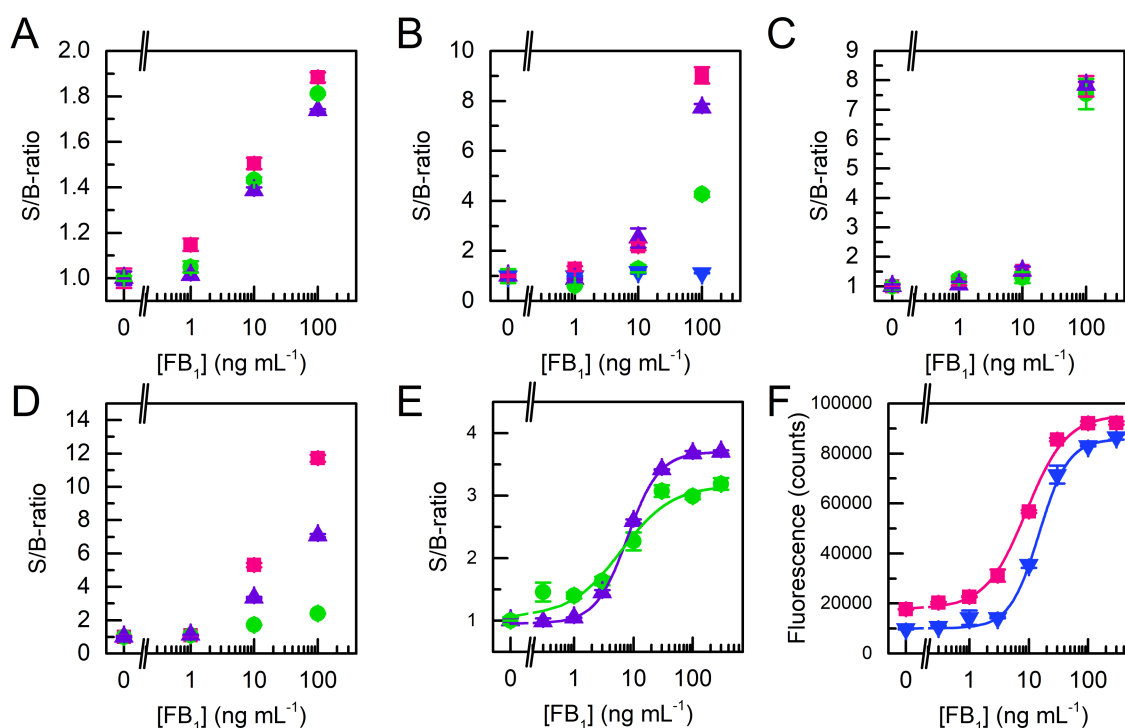 A
B
C
2.0
1.8
1.6
1.4
1.2
1.0
S/B-ratio
0 1 10 100
[FB1] (ng mL-1)
10
8
6
4
2
0
S/B-ratio
0 1 10 100
[FB1] (ng mL-1)
9
8
7
6
5
4
3
2
1
S/B-ratio
0 1 10 100
[FB1] (ng mL-1)
D
E
F
14
12
10
8
6
4
2
0
S/B-ratio
0 1 10 100
[FB1] (ng mL-1)
4
3
2
1
S/B-ratio
0 1 10 100
[FB1] (ng mL-1)
100000
80000
60000
40000
20000
0
Fluorescence (counts)
0 1 10 100
[FB1] (ng mL-1)